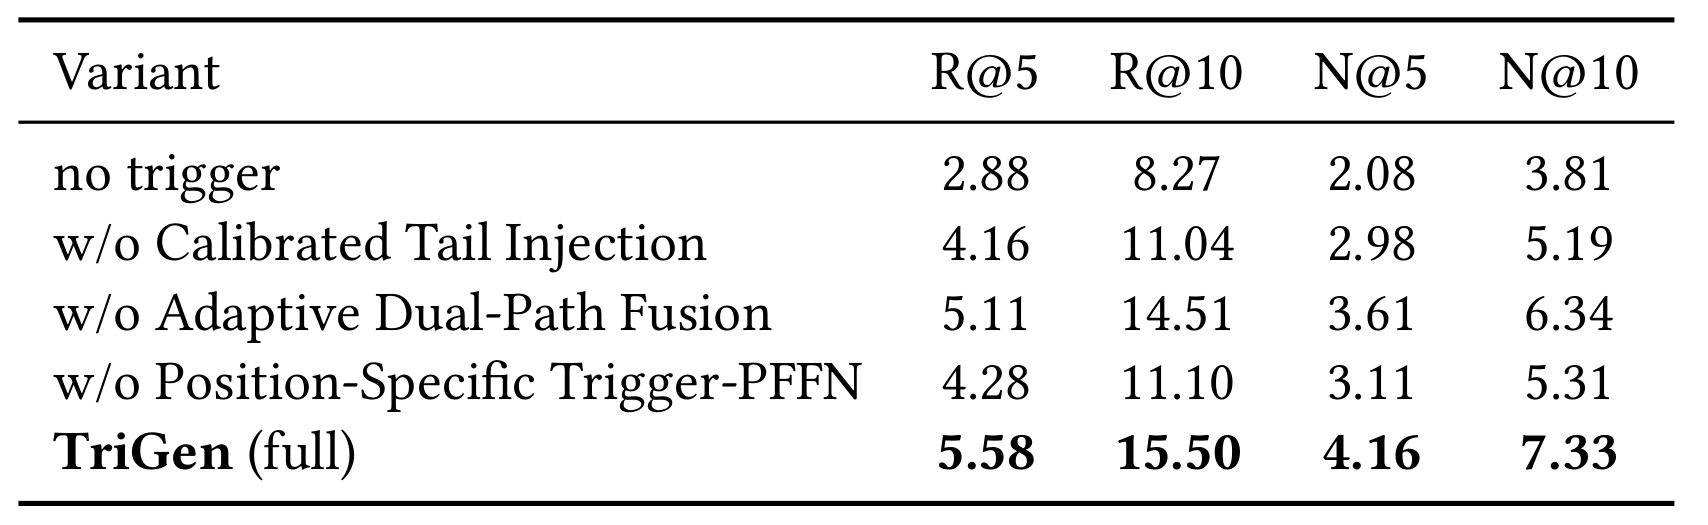 Variant R@5 R@10 N@5 N@10
no trigger 2.88 8.27 2.08 3.81
w/o Calibrated Tail Injection 4.16 11.04 2.98 5.19
w/o Adaptive Dual-Path Fusion 5.11 14.51 3.61 6.34
w/o Position-Specific Trigger-PFFN 4.28 11.10 3.11 5.31
TriGen (full) 5.58 15.50 4.16 7.33